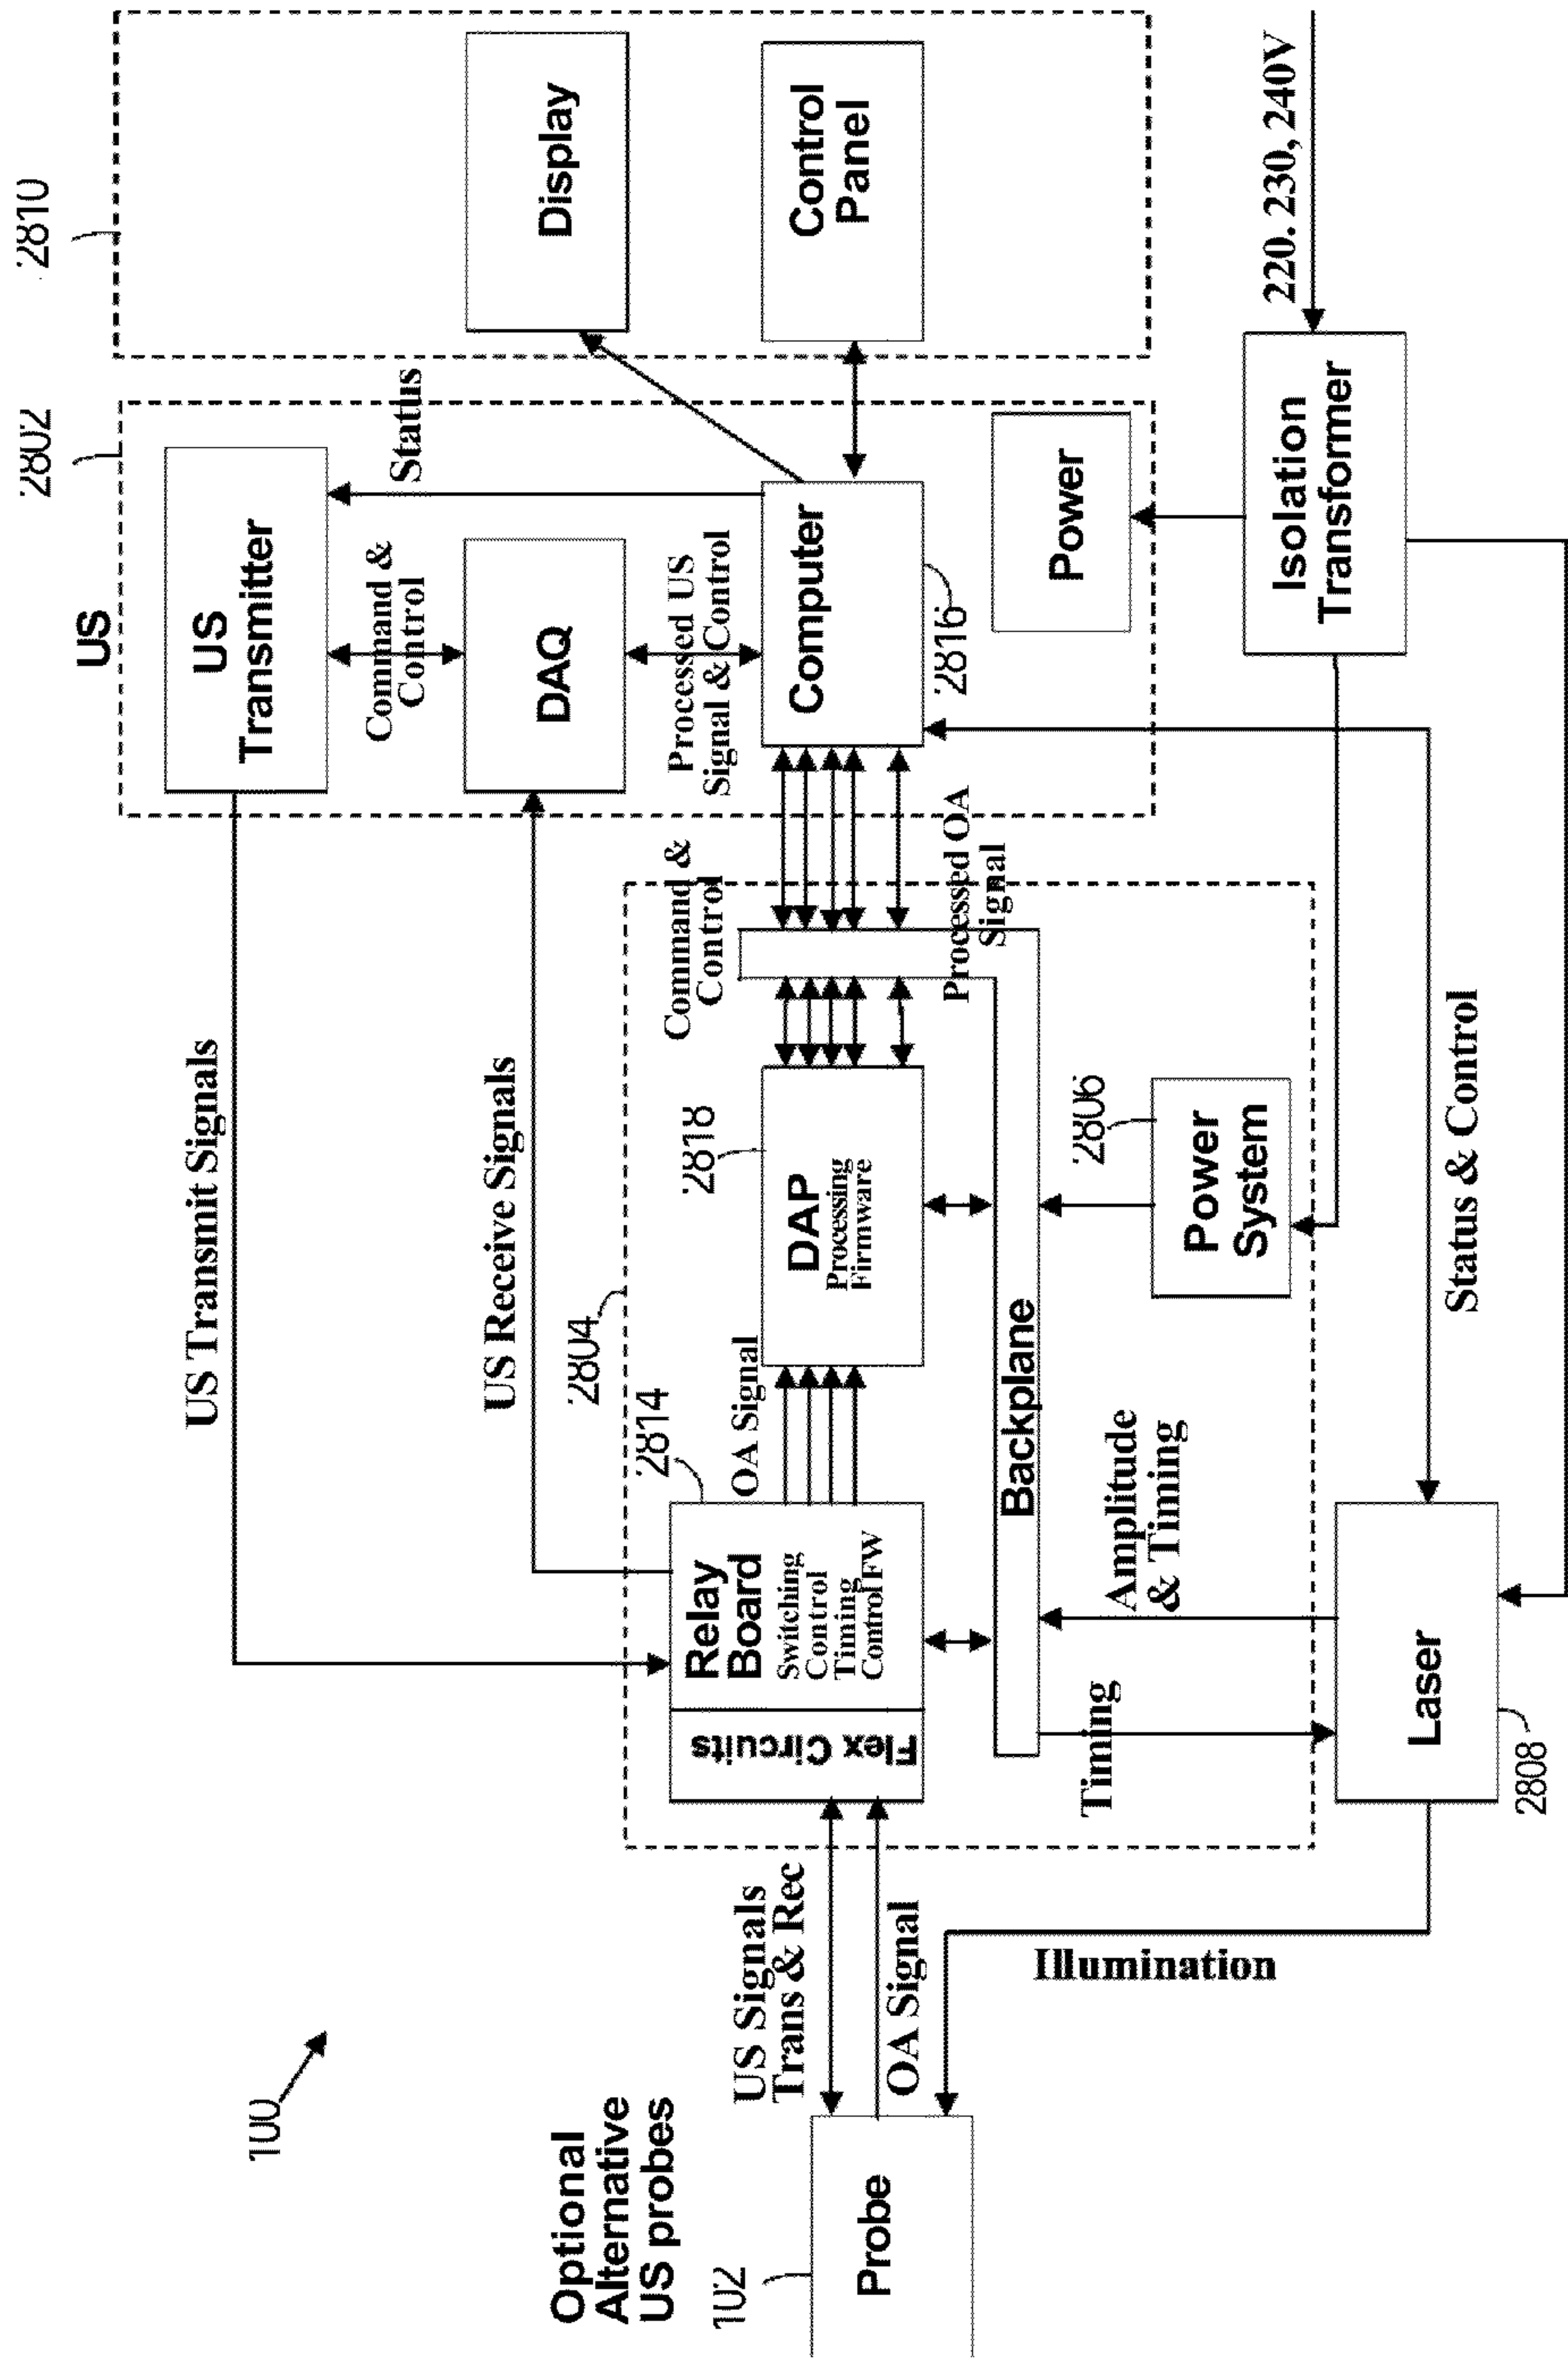 100
Optional
Alternative
US probes
102
Probe
US Signals
Trans & Rec
OA Signal
Illumination
US Transmit Signals
US Receive Signals
2804
2814
Flex Circuits
Relay
Board
Switching
Control
Timing
Control FW
OA Signal
2818
DAP
Processing
Firmware
Command &
Control
Processed OA
Signal
Backplane
2806
Power
System
Timing
Amplitude
& Timing
Laser
2808
Status & Control
US
2802
US
Transmitter
Status
Command &
Control
DAQ
Processed US
Signal & Control
Computer
2816
Power
Isolation
Transformer
220. 230, 240V
2810
Display
Control
Panel